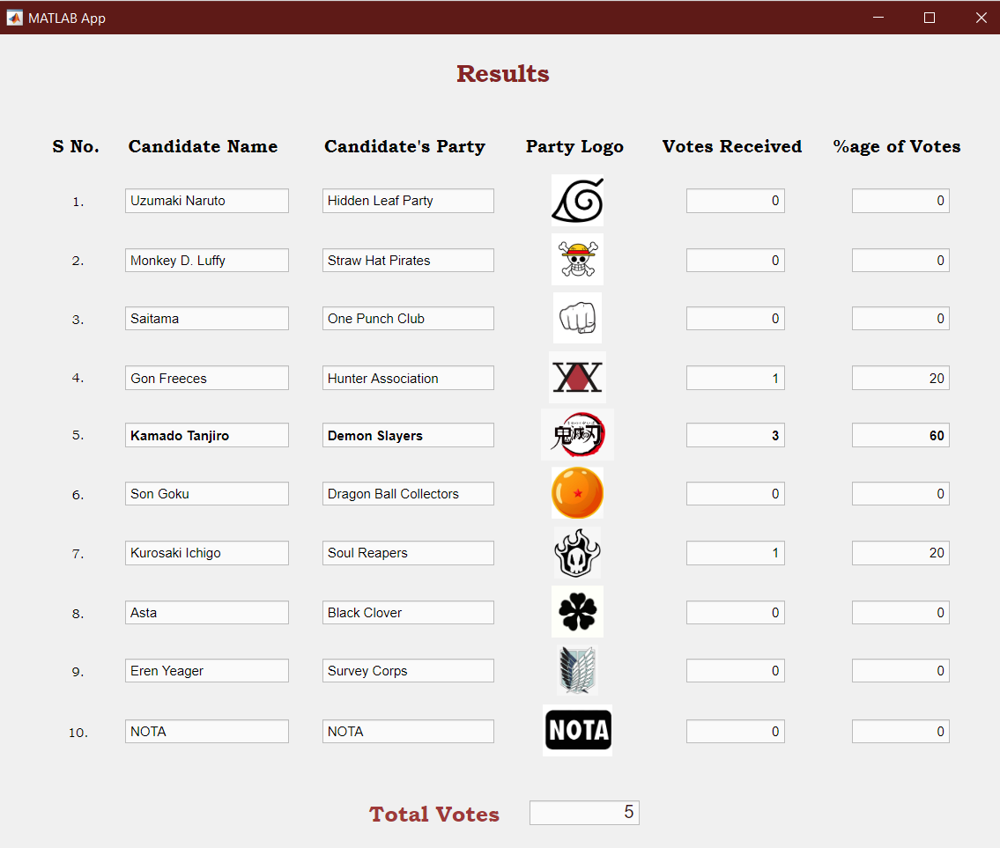 MATLAB App
Results
S No. Candidate Name Candidate's Party Party Logo Votes Received %age of Votes
1. Uzumaki Naruto Hidden Leaf Party 0 0
2. Monkey D. Luffy Straw Hat Pirates 0 0
3. Saitama One Punch Club 0 0
4. Gon Freeces Hunter Association 1 20
5. Kamado Tanjiro Demon Slayers 鬼滅の刃 3 60
6. Son Goku Dragon Ball Collectors 0 0
7. Kurosaki Ichigo Soul Reapers 1 20
8. Asta Black Clover 0 0
9. Eren Yeager Survey Corps 0 0
10. NOTA NOTA NOTA 0 0
Total Votes 5